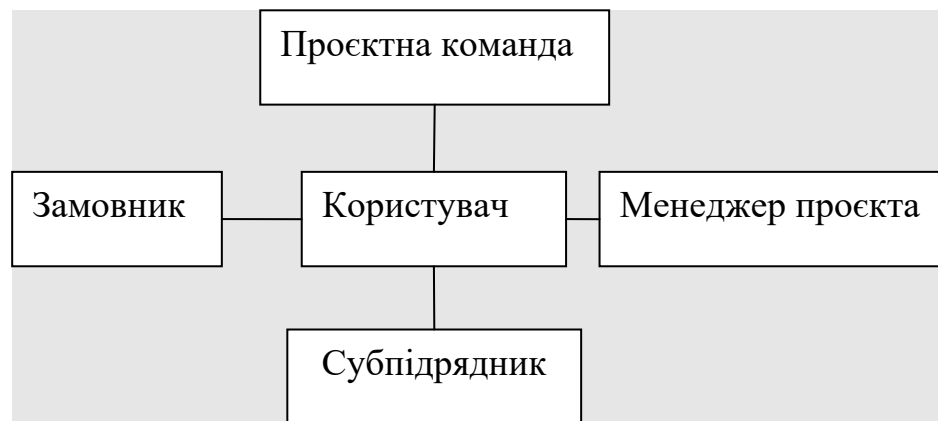 Проєктна команда
Замовник
Користувач
Менеджер проєкта
Субпідрядник